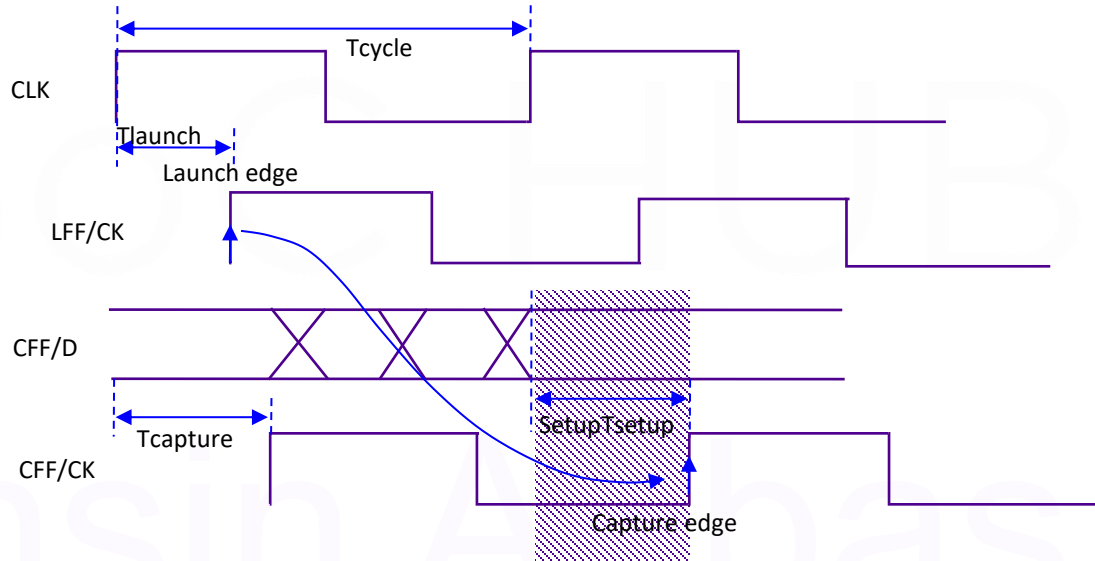 Tcycle
CLK
Tlaunch
Launch edge
LFF/CK
CFF/D
SetupTsetup
Tcapture
CFF/CK
Capture edge